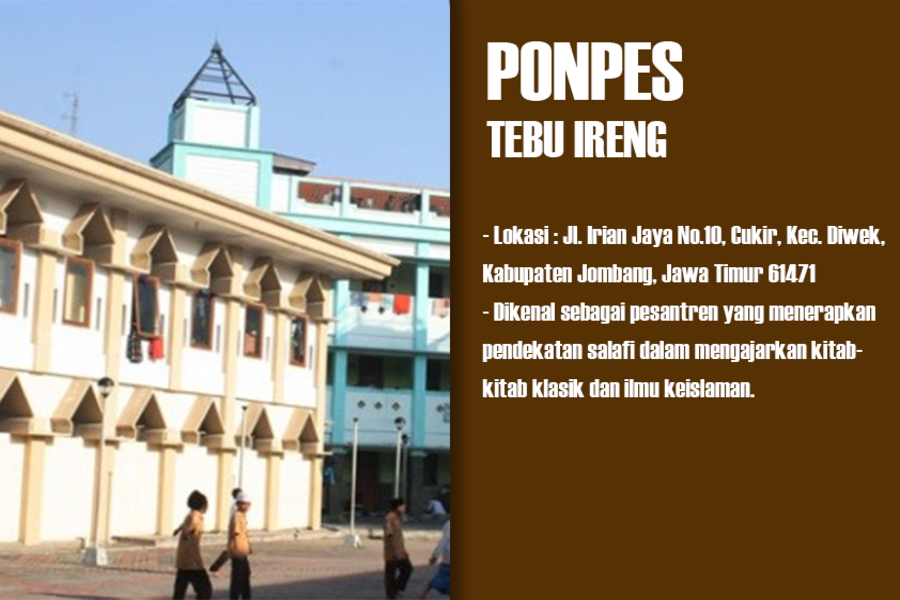 PONPES
TEBU IRENG
- Lokasi : Jl. Irian Jaya No.10, Cukir, Kec. Diwek,
Kabupaten Jombang, Jawa Timur 61471
- Dikenal sebagai pesantren yang menerapkan
pendekatan salafi dalam mengajarkan kitab-
kitab klasik dan ilmu keislaman.